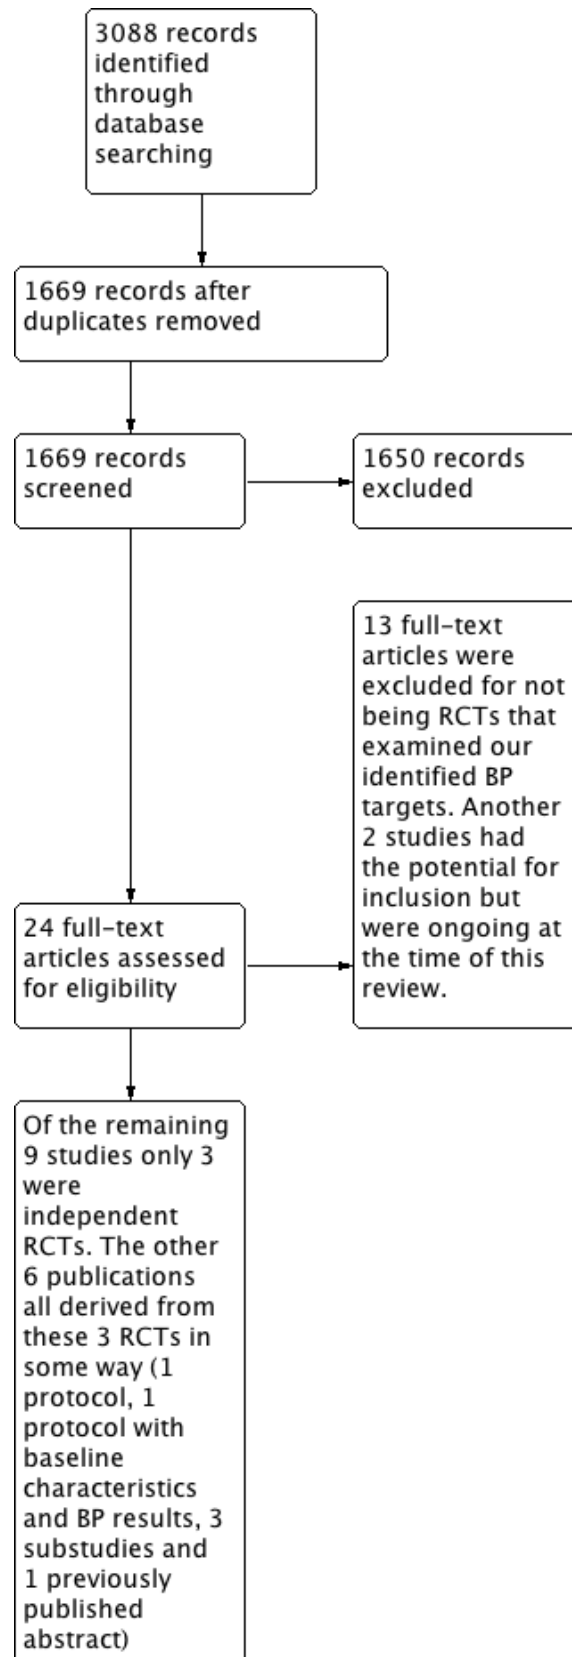 3088 records
identified
through
database
searching
1669 records after
duplicates removed
1669 records
screened
1650 records
excluded
13 full-text
articles were
excluded for not
being RCTs that
examined our
identified BP
targets. Another
2 studies had
the potential for
inclusion but
were ongoing at
the time of this
review.
24 full-text
articles assessed
for eligibility
Of the remaining
9 studies only 3
were
independent
RCTs. The other
6 publications
all derived from
these 3 RCTs in
some way (1
protocol, 1
protocol with
baseline
characteristics
and BP results, 3
substudies and
1 previously
published
abstract)